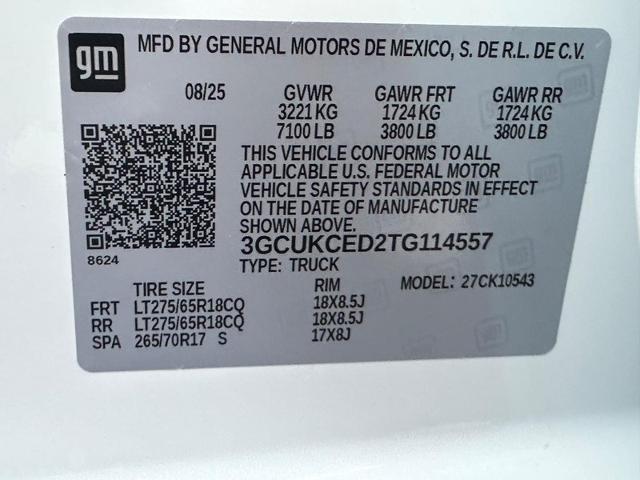 gm
MFD BY GENERAL MOTORS DE MEXICO, S. DE R.L. DE C.V.
08/25 GVWR GAWR FRT GAWR RR
3221 KG 1724 KG 1724 KG
7100 LB 3800 LB 3800 LB
THIS VEHICLE CONFORMS TO ALL
APPLICABLE U.S. FEDERAL MOTOR
VEHICLE SAFETY STANDARDS IN EFFECT
ON THE DATE OF MANUFACTURE
SHOWN ABOVE.
3GCUKCED2TG114557
8624
TYPE: TRUCK MODEL: 27CK10543
TIRE SIZE RIM
FRT LT275/65R18CQ 18X8.5J
RR LT275/65R18CQ 18X8.5J
SPA 265/70R17 S 17X8J